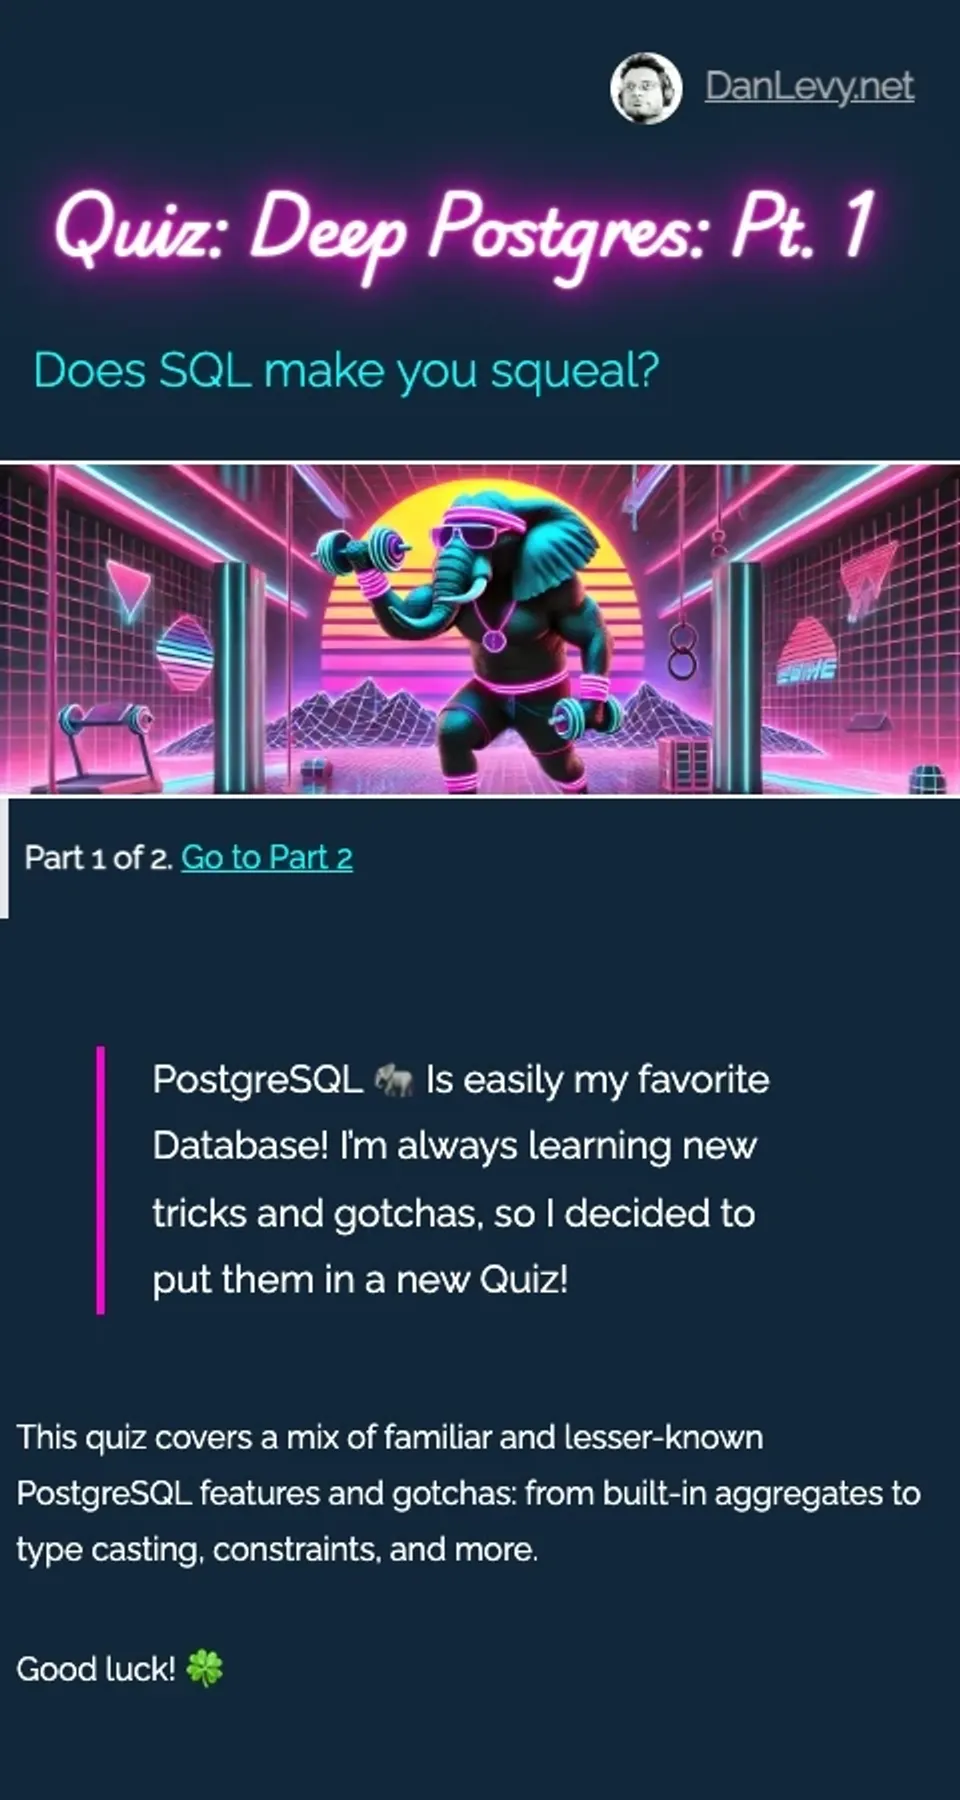 DanLevy.net
Quiz: Deep Postgres: Pt. 1
Does SQL make you squeal?
Part 1 of 2. Go to Part 2
PostgreSQL 🐘 Is easily my favorite
Database! I'm always learning new
tricks and gotchas, so I decided to
put them in a new Quiz!
This quiz covers a mix of familiar and lesser-known
PostgreSQL features and gotchas: from built-in aggregates to
type casting, constraints, and more.
Good luck! 🍀